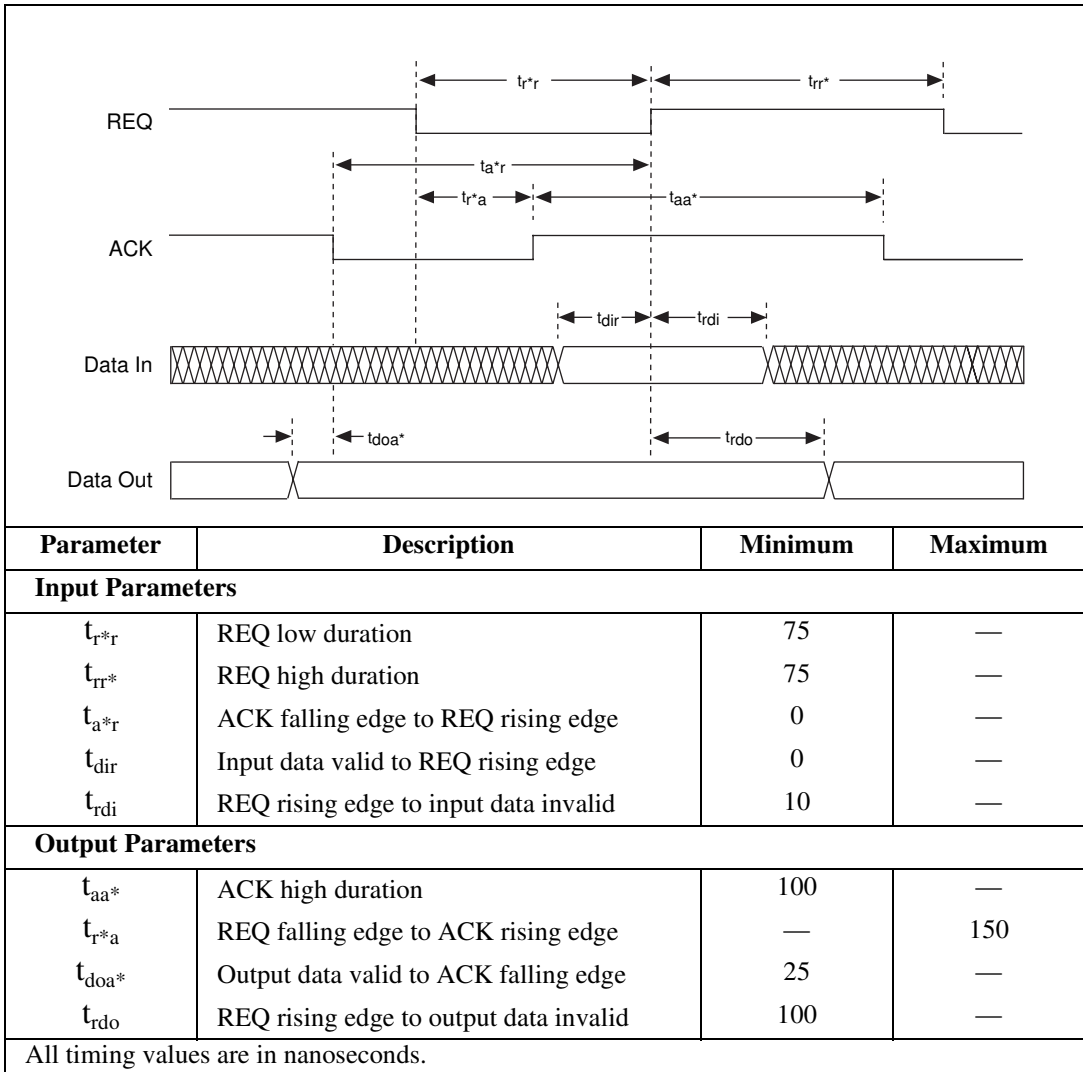 tr*r
trr*
REQ
ta*r
tr*a
taa*
ACK
tdir
trdi
Data In
tdoa*
trdo
Data Out
Parameter Description Minimum Maximum
Input Parameters
tr*r REQ low duration 75 —
trr* REQ high duration 75 —
ta*r ACK falling edge to REQ rising edge 0 —
tdir Input data valid to REQ rising edge 0 —
trdi REQ rising edge to input data invalid 10 —
Output Parameters
taa* ACK high duration 100 —
tr*a REQ falling edge to ACK rising edge — 150
tdoa* Output data valid to ACK falling edge 25 —
trdo REQ rising edge to output data invalid 100 —
All timing values are in nanoseconds.